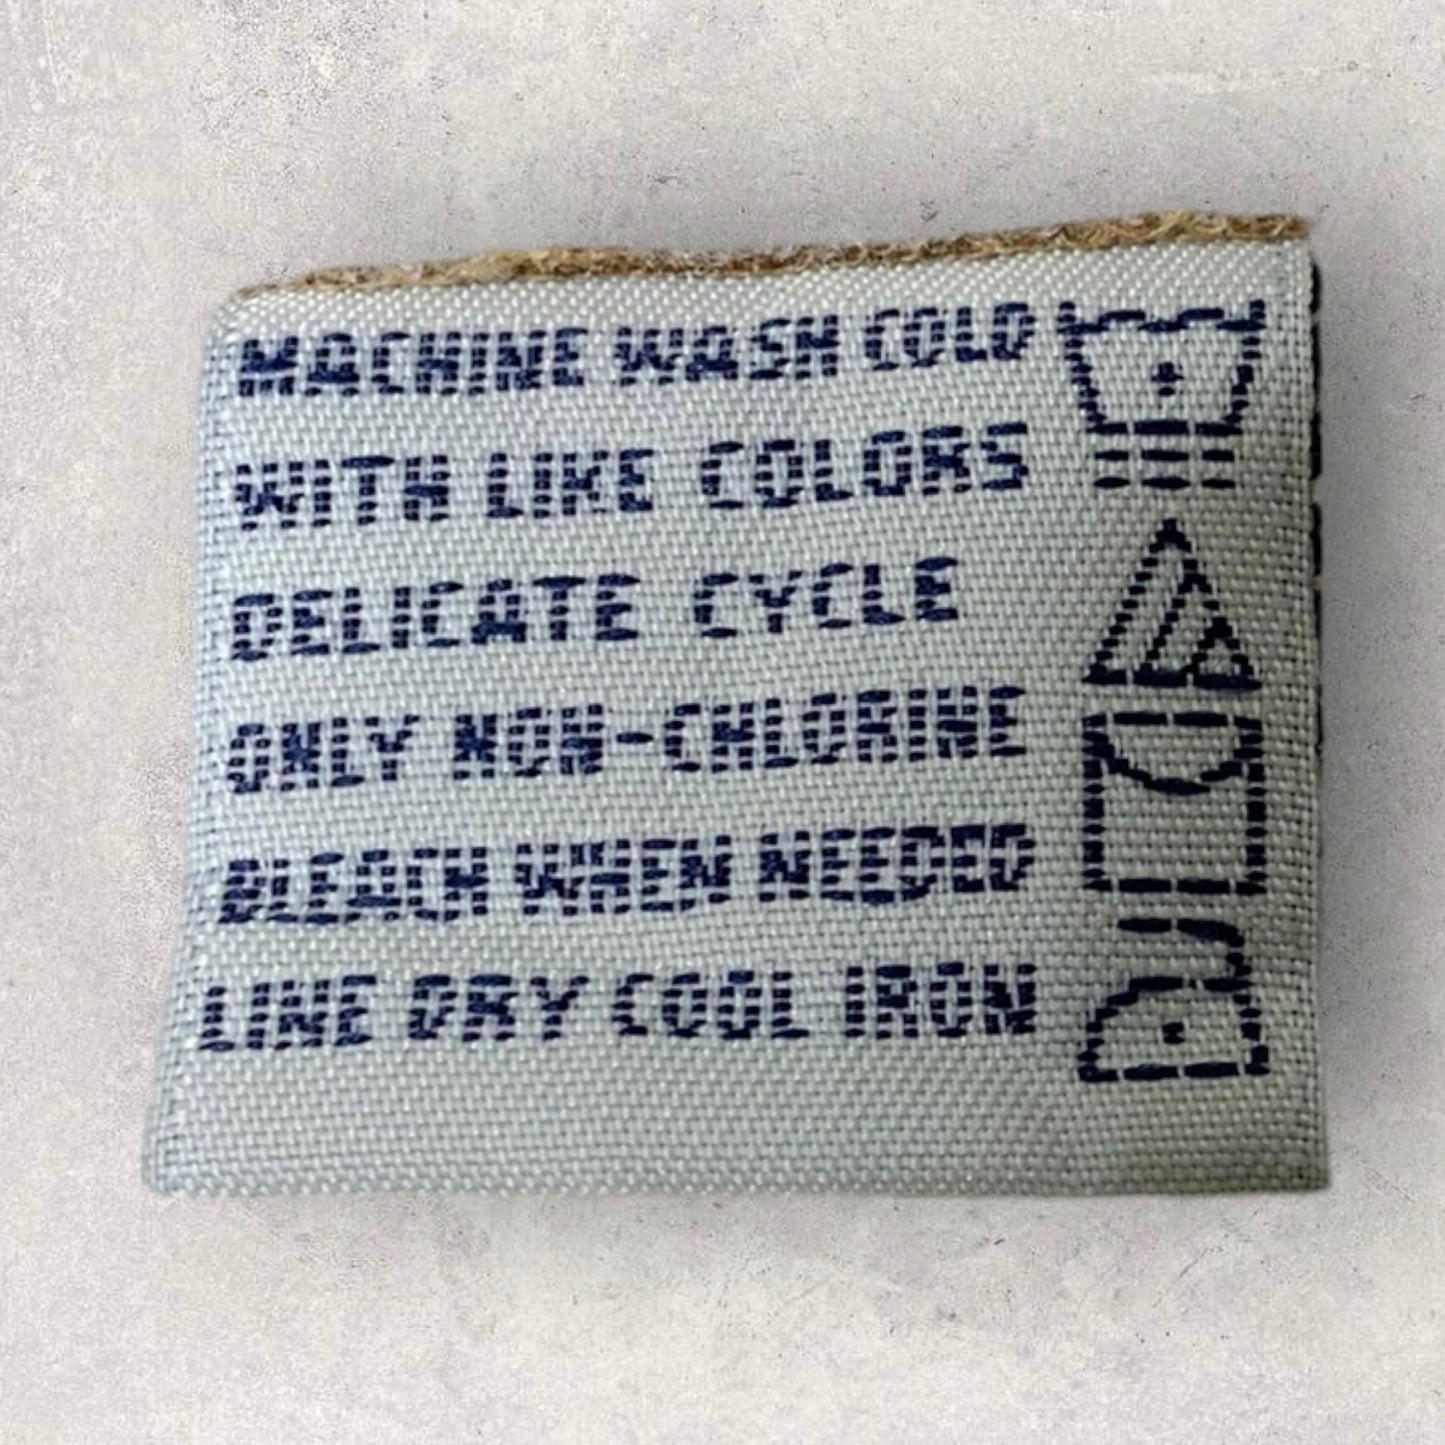 MACHINE WASH COLD
WITH LIKE COLORS
DELICATE CYCLE
ONLY NON-CHLORINE
BLEACH WHEN NEEDED
LINE DRY COOL IRON